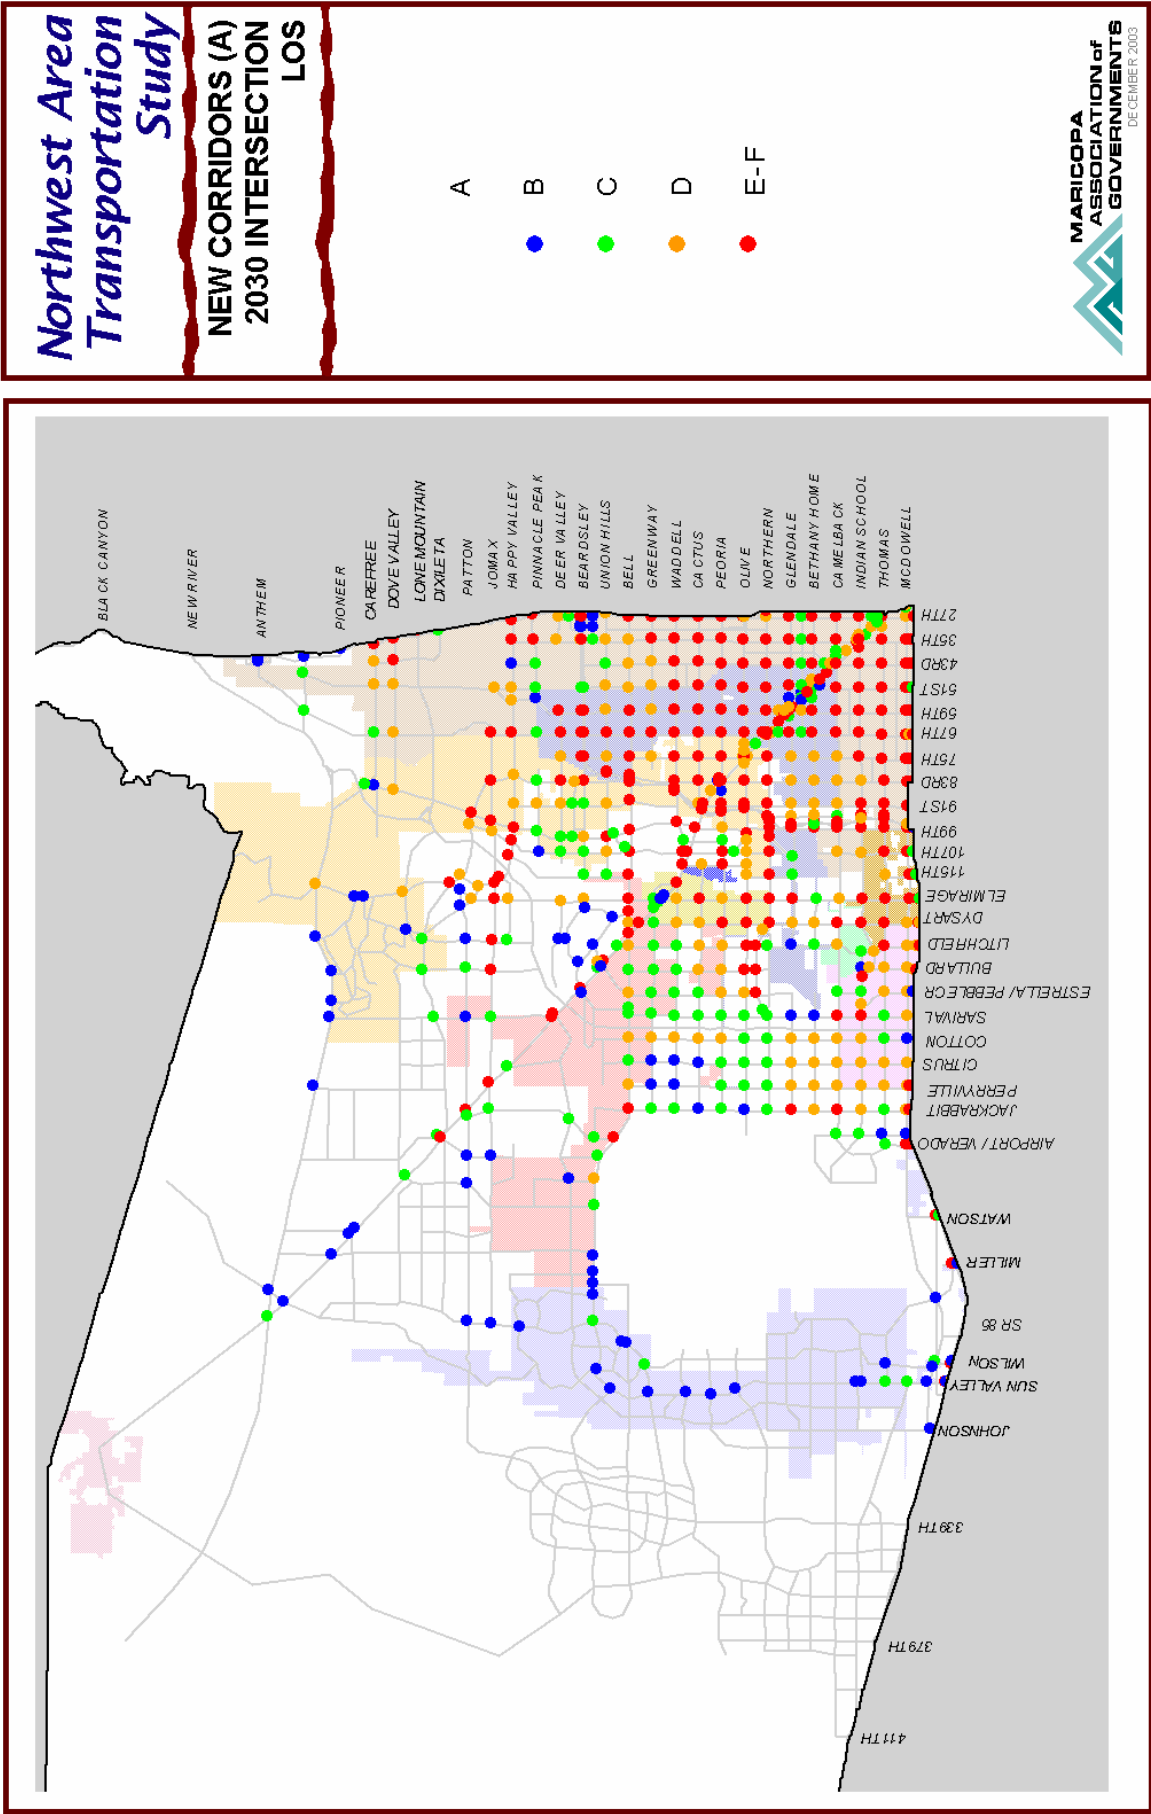 Northwest Area
Transportation
Study
NEW CORRIDORS (A)
2030 INTERSECTION
LOS
A
B
C
D
E-F
MARICOPA
ASSOCIATION of
GOVERNMENTS
DECEMBER 2003
BLACK CANYON
NEW RIVER
ANTHEM
PIONEER
CAREFREE
DOVE VALLEY
LONE MOUNTAIN
DIXILETA
PATTON
JOMAX
HAPPY VALLEY
PINNACLE PEAK
DEER VALLEY
BEARDSLEY
UNION HILLS
BELL
GREENWAY
WADDELL
CACTUS
PEORIA
OLIVE
NORTHERN
GLENDALE
BETHANY HOME
CAMELBACK
INDIAN SCHOOL
THOMAS
MCDOWELL
27TH
35TH
43RD
51ST
59TH
67TH
75TH
83RD
91ST
99TH
107TH
115TH
ELMIRAGE
DYSART
LITCHFIELD
BULLARD
ESTRELLA / PEBBLE CR
SARIVAL
COTTON
CITRUS
PERRYVILLE
JACKRABBIT
AIRPORT / VERADO
WATSON
MILLER
SR 85
WILSON
SUN VALLEY
JOHNSON
339TH
379TH
411TH